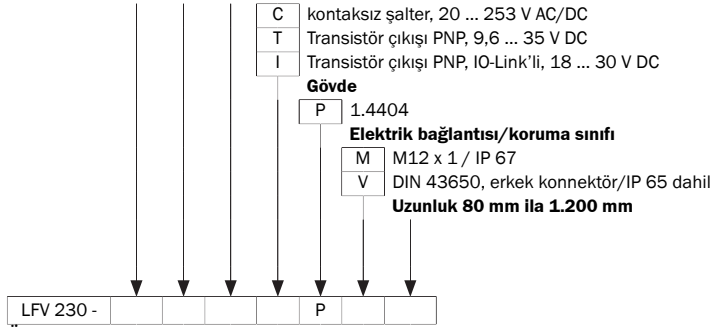 C kontaksız şalter, 20 ... 253 V AC/DC
T Transistör çıkışı PNP, 9,6 ... 35 V DC
I Transistör çıkışı PNP, IO-Link'li, 18 ... 30 V DC
Gövde
P 1.4404
Elektrik bağlantısı/koruma sınıfı
M M12 x 1 / IP 67
V DIN 43650, erkek konnektör/IP 65 dahil
Uzunluk 80 mm ila 1.200 mm
LFV 230 - P